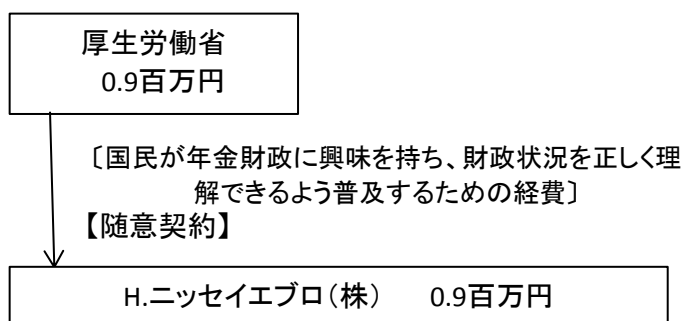 厚生労働省
0.9百万円
〔国民が年金財政に興味を持ち、財政状況を正しく理
解できるよう普及するための経費〕
【随意契約】
H.ニッセイエブロ(株) 0.9百万円